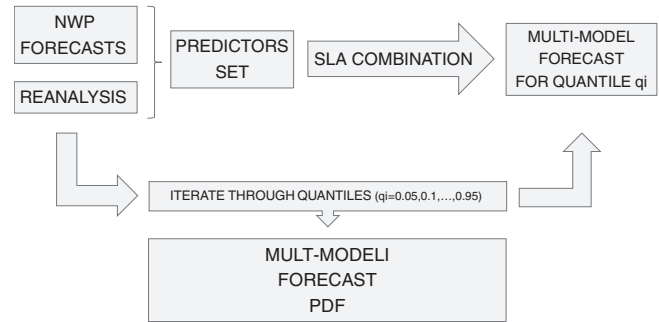 NWP
FORECASTS
REANALYSIS
PREDICTORS
SET
SLA COMBINATION
MULTI-MODEL
FORECAST
FOR QUANTILE qi
ITERATE THROUGH QUANTILES (qi=0.05,0.1,…,0.95)
MULT-MODELI
FORECAST
PDF